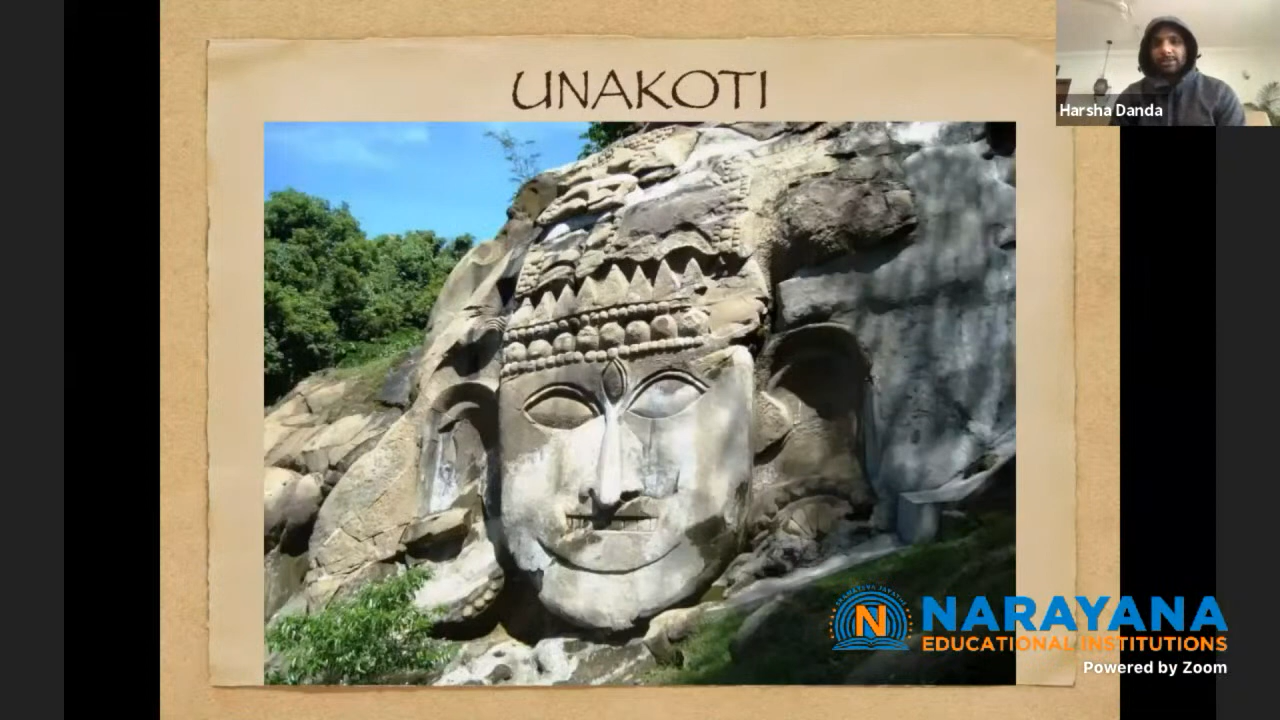 UNAKOTI
Harsha Danda
N
NARAYANA
EDUCATIONAL INSTITUTIONS
Powered by Zoom